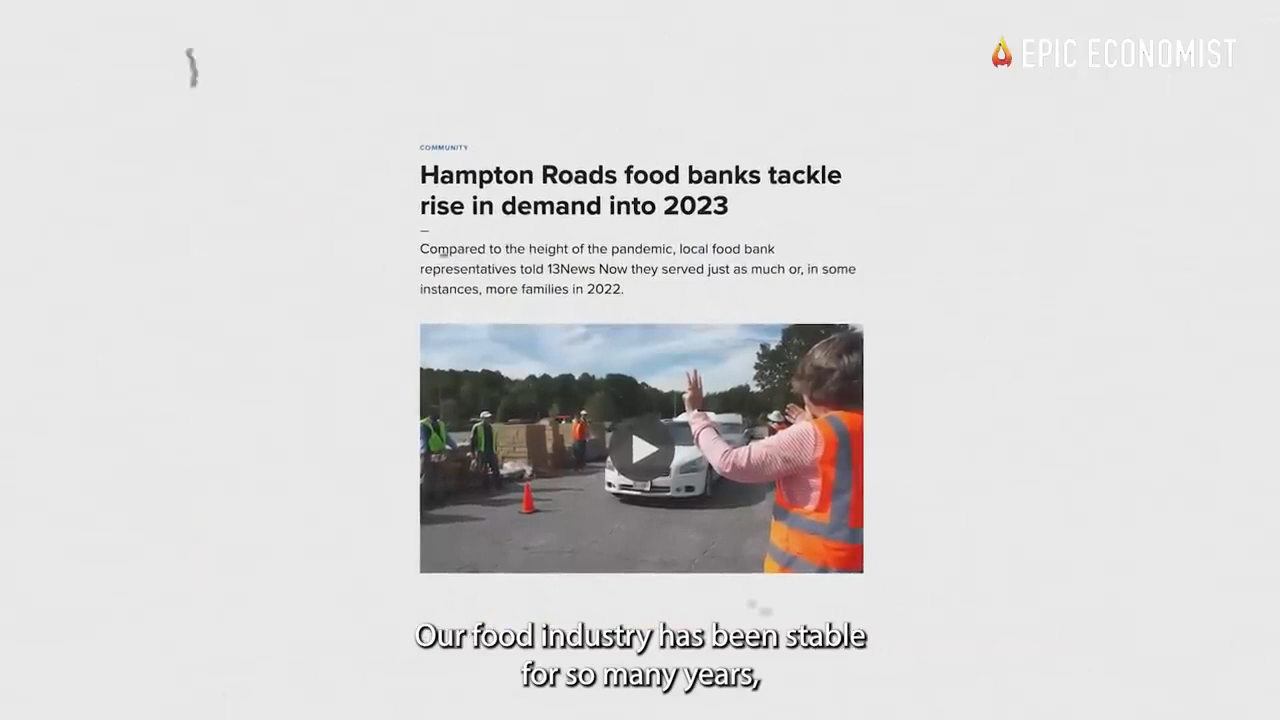 EPIC ECONOMIST
COMMUNITY
Hampton Roads food banks tackle
rise in demand into 2023
Compared to the height of the pandemic, local food bank
representatives told 13News Now they served just as much or, in some
instances, more families in 2022.
Our food industry has been stable
for so many years,